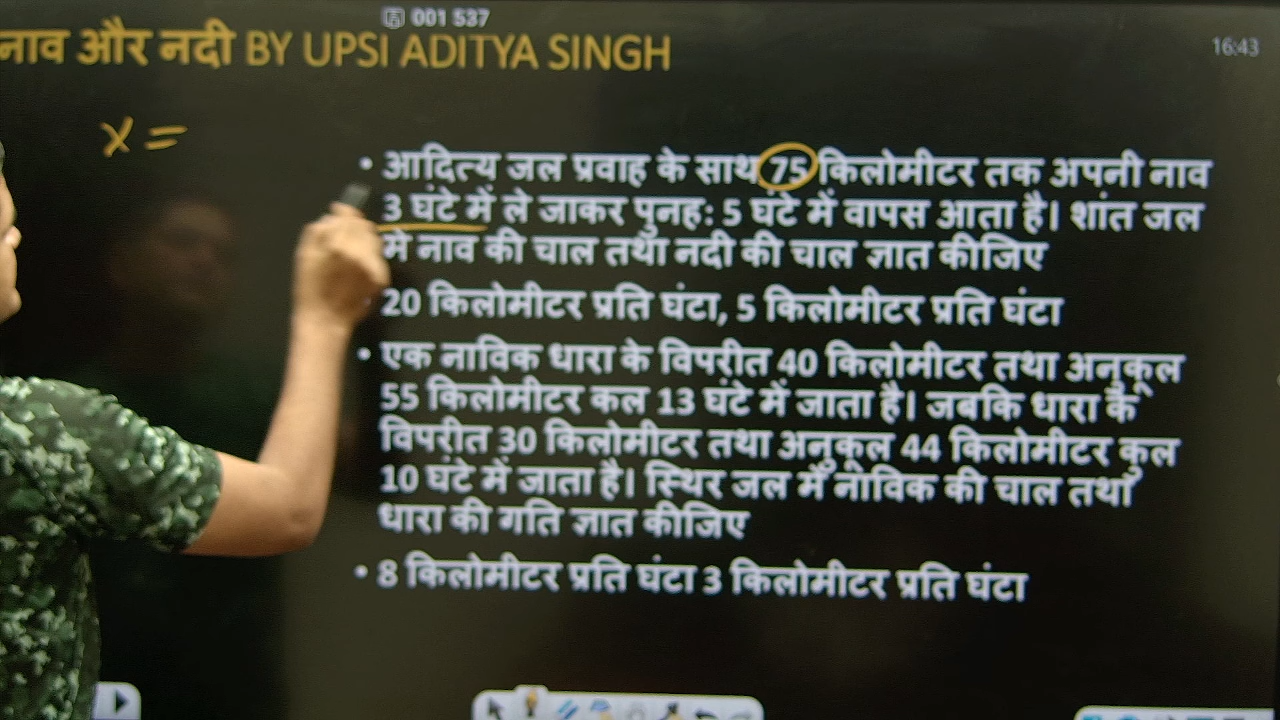 001 537
नाव और नदी BY UPSI ADITYA SINGH
16:43
x =
• आदित्य जल प्रवाह के साथ 75 किलोमीटर तक अपनी नाव
3 घंटे में ले जाकर पुनह: 5 घंटे में वापस आता है। शांत जल
में नाव की चाल तथा नदी की चाल ज्ञात कीजिए
20 किलोमीटर प्रति घंटा, 5 किलोमीटर प्रति घंटा
• एक नाविक धारा के विपरीत 40 किलोमीटर तथा अनुकूल
55 किलोमीटर कल 13 घंटे में जाता है। जबकि धारा के
विपरीत 30 किलोमीटर तथा अनुकूल 44 किलोमीटर कुल
10 घंटे में जाता है। स्थिर जल में नाविक की चाल तथा
धारा की गति ज्ञात कीजिए
• 8 किलोमीटर प्रति घंटा 3 किलोमीटर प्रति घंटा